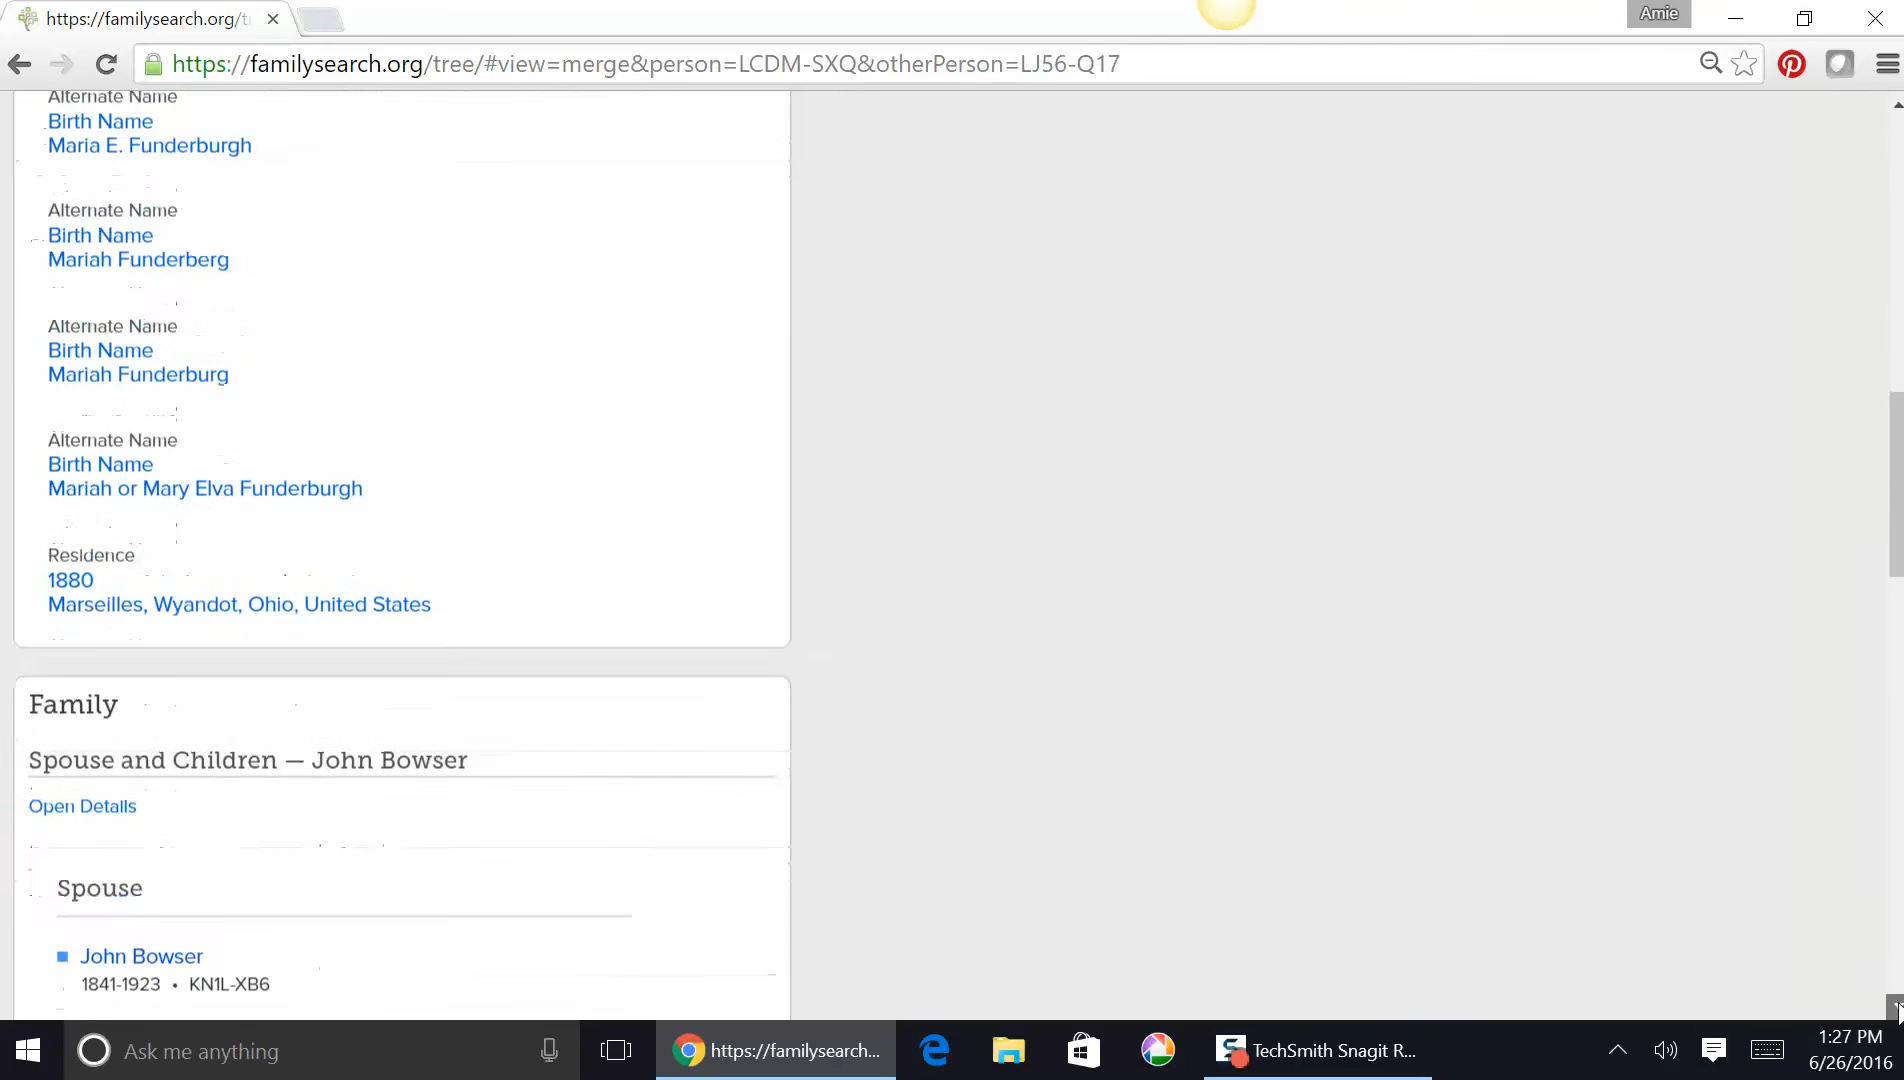 https://familysearch.org/t
Amie
https://familysearch.org/tree/#view=merge&person=LCDM-SXQ&otherPerson=LJ56-Q17
Alternate Name
Birth Name
Maria E. Funderburgh
Alternate Name
Birth Name
Mariah Funderberg
Alternate Name
Birth Name
Mariah Funderburg
Alternate Name
Birth Name
Mariah or Mary Elva Funderburgh
Residence
1880
Marseilles, Wyandot, Ohio, United States
Family
Spouse and Children — John Bowser
Open Details
Spouse
John Bowser
1841-1923 • KN1L-XB6
Ask me anything
https://familysearch...
TechSmith Snagit R...
1:27 PM
6/26/2016